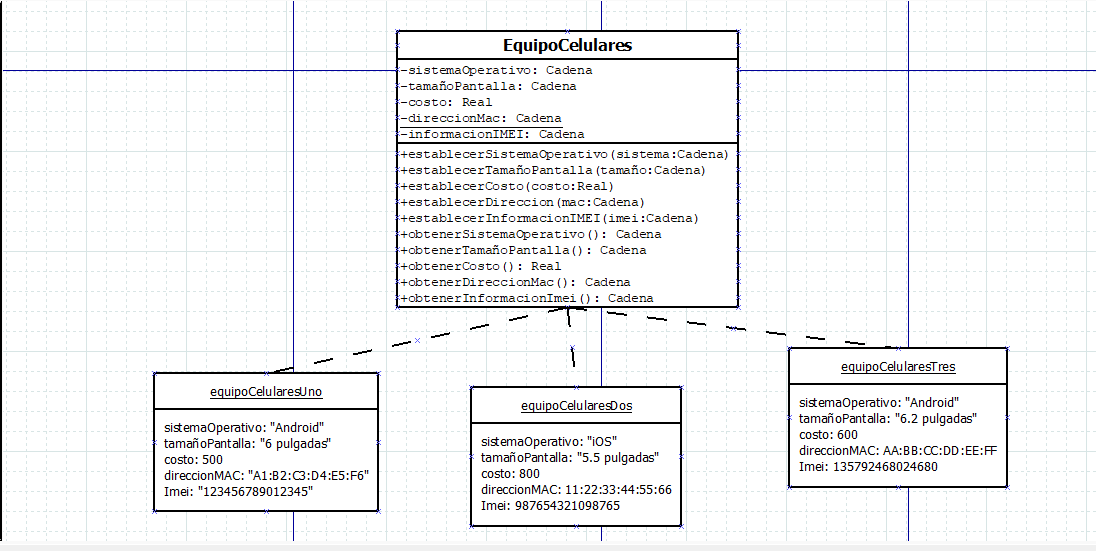 EquipoCelulares
-sistemaOperativo: Cadena
-tamañoPantalla: Cadena
-costo: Real
-direccionMac: Cadena
-informacionIMEI: Cadena
+establecerSistemaOperativo(sistema:Cadena)
+establecerTamañoPantalla(tamaño:Cadena)
+establecerCosto(costo:Real)
+establecerDireccion(mac:Cadena)
+establecerInformacionIMEI(imei:Cadena)
+obtenerSistemaOperativo(): Cadena
+obtenerTamañoPantalla(): Cadena
+obtenerCosto(): Real
+obtenerDireccionMac(): Cadena
+obtenerInformacionImei(): Cadena
equipoCelularesUno
sistemaOperativo: "Android"
tamañoPantalla: "6 pulgadas"
costo: 500
direccionMAC: "A1:B2:C3:D4:E5:F6"
Imei: "123456789012345"
equipoCelularesDos
sistemaOperativo: "iOS"
tamañoPantalla: "5.5 pulgadas"
costo: 800
direccionMAC: 11:22:33:44:55:66
Imei: 987654321098765
equipoCelularesTres
sistemaOperativo: "Android"
tamañoPantalla: "6.2 pulgadas"
costo: 600
direccionMAC: AA:BB:CC:DD:EE:FF
Imei: 135792468024680